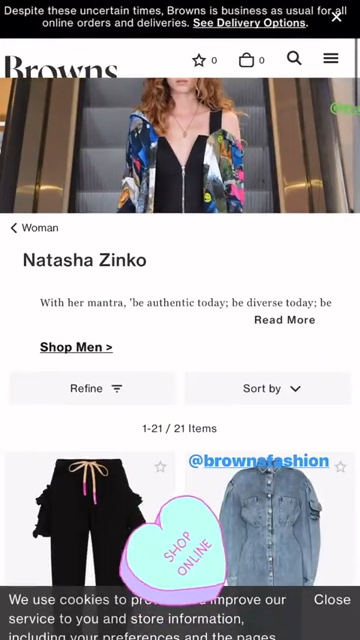 Despite these uncertain times, Browns is business as usual for all
online orders and deliveries. See Delivery Options.
Browns
0
0
Woman
Natasha Zinko
With her mantra, 'be authentic today; be diverse today; be
Read More
Shop Men >
Refine
Sort by
1-21 / 21 Items
@brownsfashion
SHOP
ONLINE
We use cookies to
improve our
Close
service to you and store information,
including your preferences and the pages